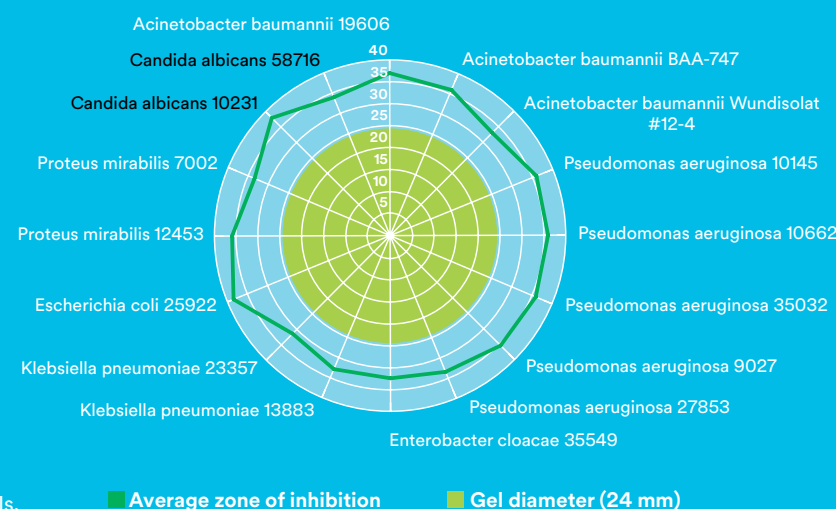 Acinetobacter baumannii 19606
Candida albicans 58716
Acinetobacter baumannii BAA-747
Candida albicans 10231
Acinetobacter baumannii Wundisolat
#12-4
Proteus mirabilis 7002
Pseudomonas aeruginosa 10145
Proteus mirabilis 12453
Pseudomonas aeruginosa 10662
Escherichia coli 25922
Pseudomonas aeruginosa 35032
Klebsiella pneumoniae 23357
Pseudomonas aeruginosa 9027
Klebsiella pneumoniae 13883
Pseudomonas aeruginosa 27853
Enterobacter cloacae 35549
40
35
30
25
20
15
10
5
Average zone of inhibition
Gel diameter (24 mm)